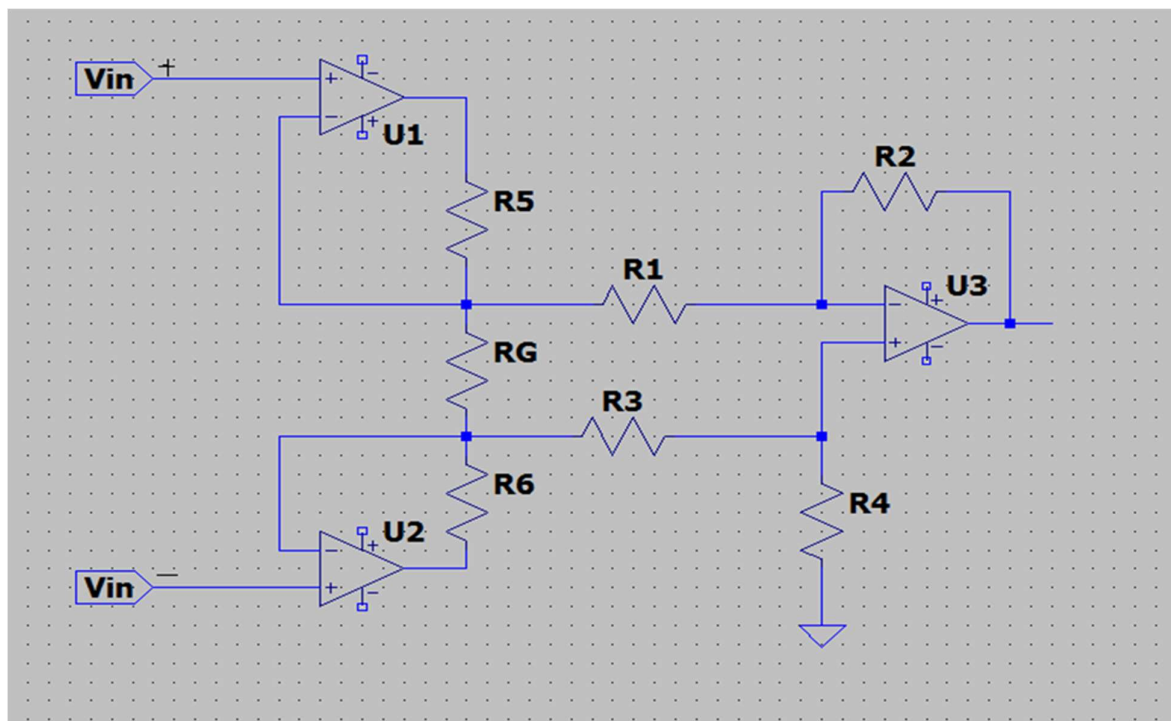 Vin +
+
-
-
+
U1
R5
R2
R1
+
U3
-
+
-
RG
R3
R6
R4
U2
+
-
+
-
Vin —